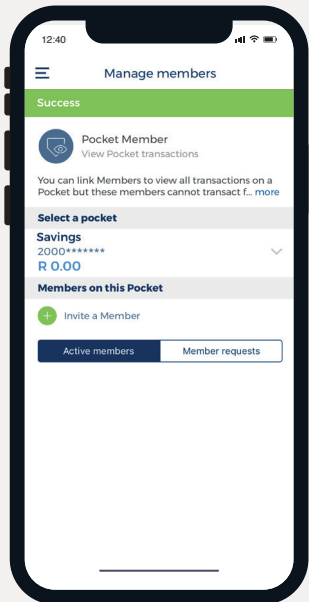 12:40
Manage members
Success
Pocket Member
View Pocket transactions
You can link Members to view all transactions on a
Pocket but these members cannot transact f... more
Select a pocket
Savings
2000*******
R 0.00
Members on this Pocket
Invite a Member
Active members
Member requests